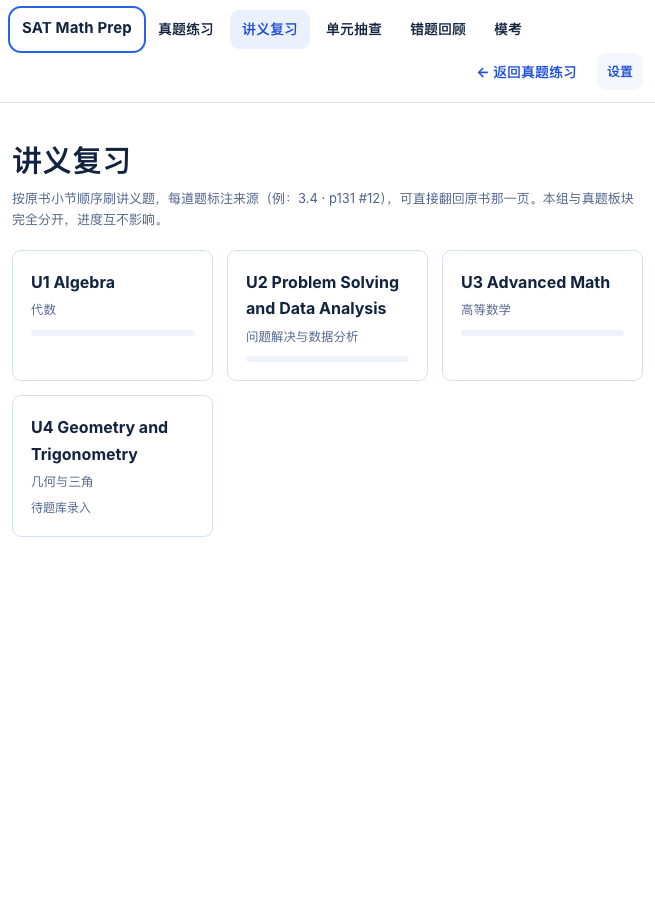 SAT Math Prep 真题练习 讲义复习 单元抽查 错题回顾 模考
← 返回真题练习 设置
讲义复习
按原书小节顺序刷讲义题，每道题标注来源（例：3.4 · p131 #12），可直接翻回原书那一页。本组与真题板块
完全分开，进度互不影响。
U1 Algebra
代数
U2 Problem Solving
and Data Analysis
问题解决与数据分析
U3 Advanced Math
高等数学
U4 Geometry and
Trigonometry
几何与三角
待题库录入